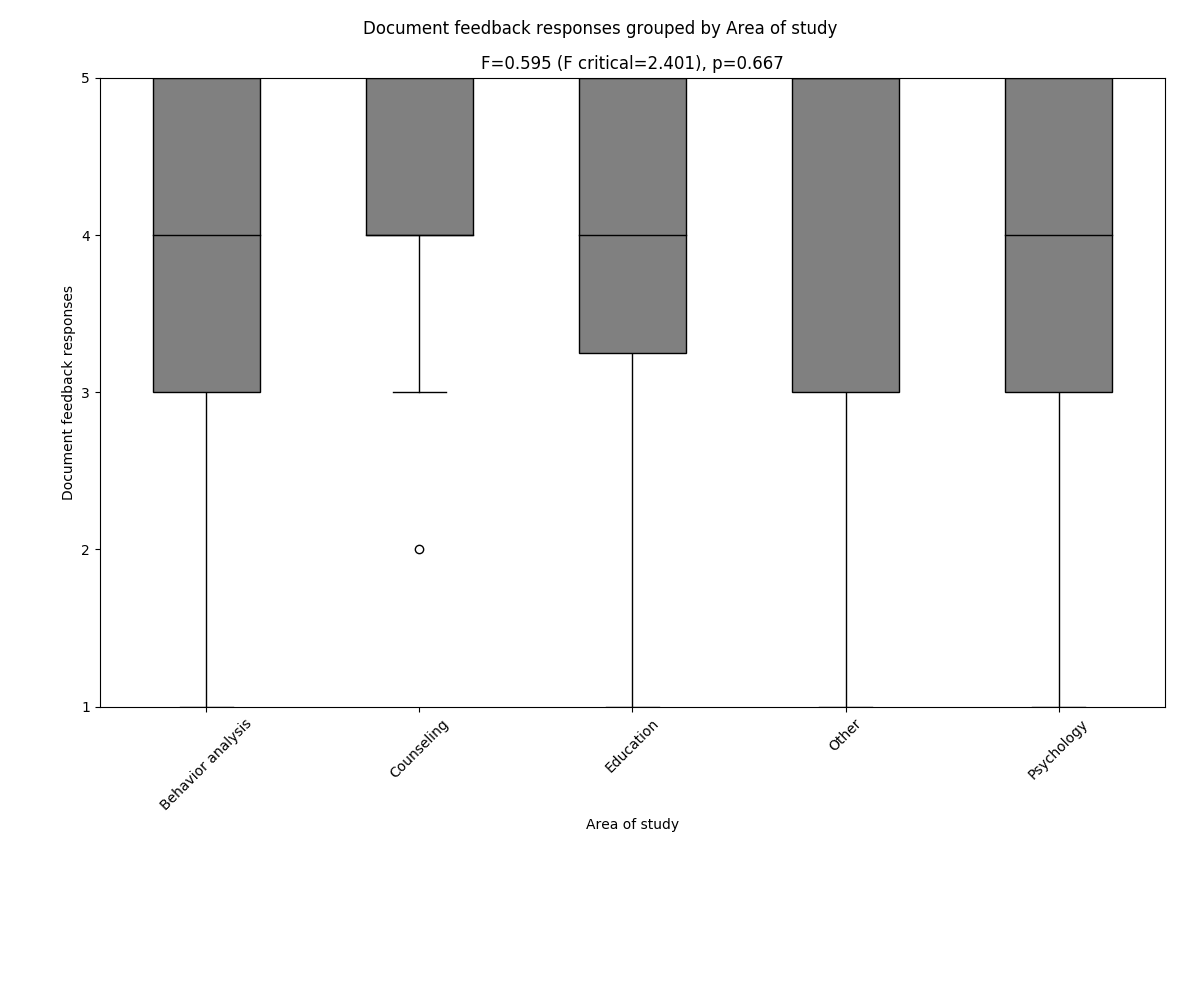 Document feedback responses grouped by Area of study
F=0.595 (F critical=2.401), p=0.667
Document feedback responses
5
4
3
2
1
Behavior analysis
Counseling
Education
Other
Psychology
Area of study